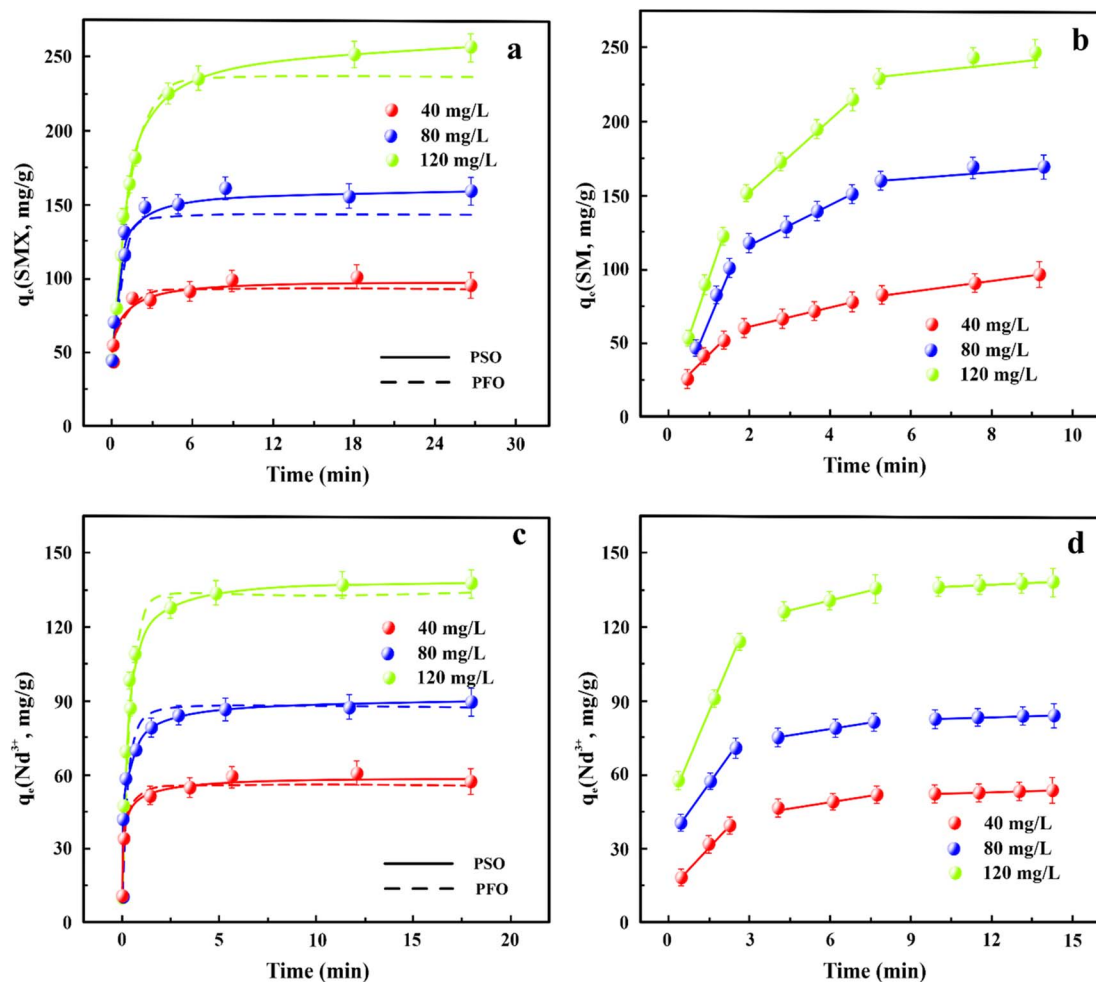 a
q_e(SMX, mg/g)
250
200
150
100
50
0
40 mg/L
80 mg/L
120 mg/L
PSO
PFO
0 6 12 18 24 30
Time (min)
b
q_e(SM, mg/g)
250
200
150
100
50
0
40 mg/L
80 mg/L
120 mg/L
0 2 4 6 8 10
Time (min)
c
q_e(Nd³⁺, mg/g)
150
120
90
60
30
0
40 mg/L
80 mg/L
120 mg/L
PSO
PFO
0 5 10 15 20
Time (min)
d
q_e(Nd³⁺, mg/g)
150
120
90
60
30
0
40 mg/L
80 mg/L
120 mg/L
0 3 6 9 12 15
Time (min)